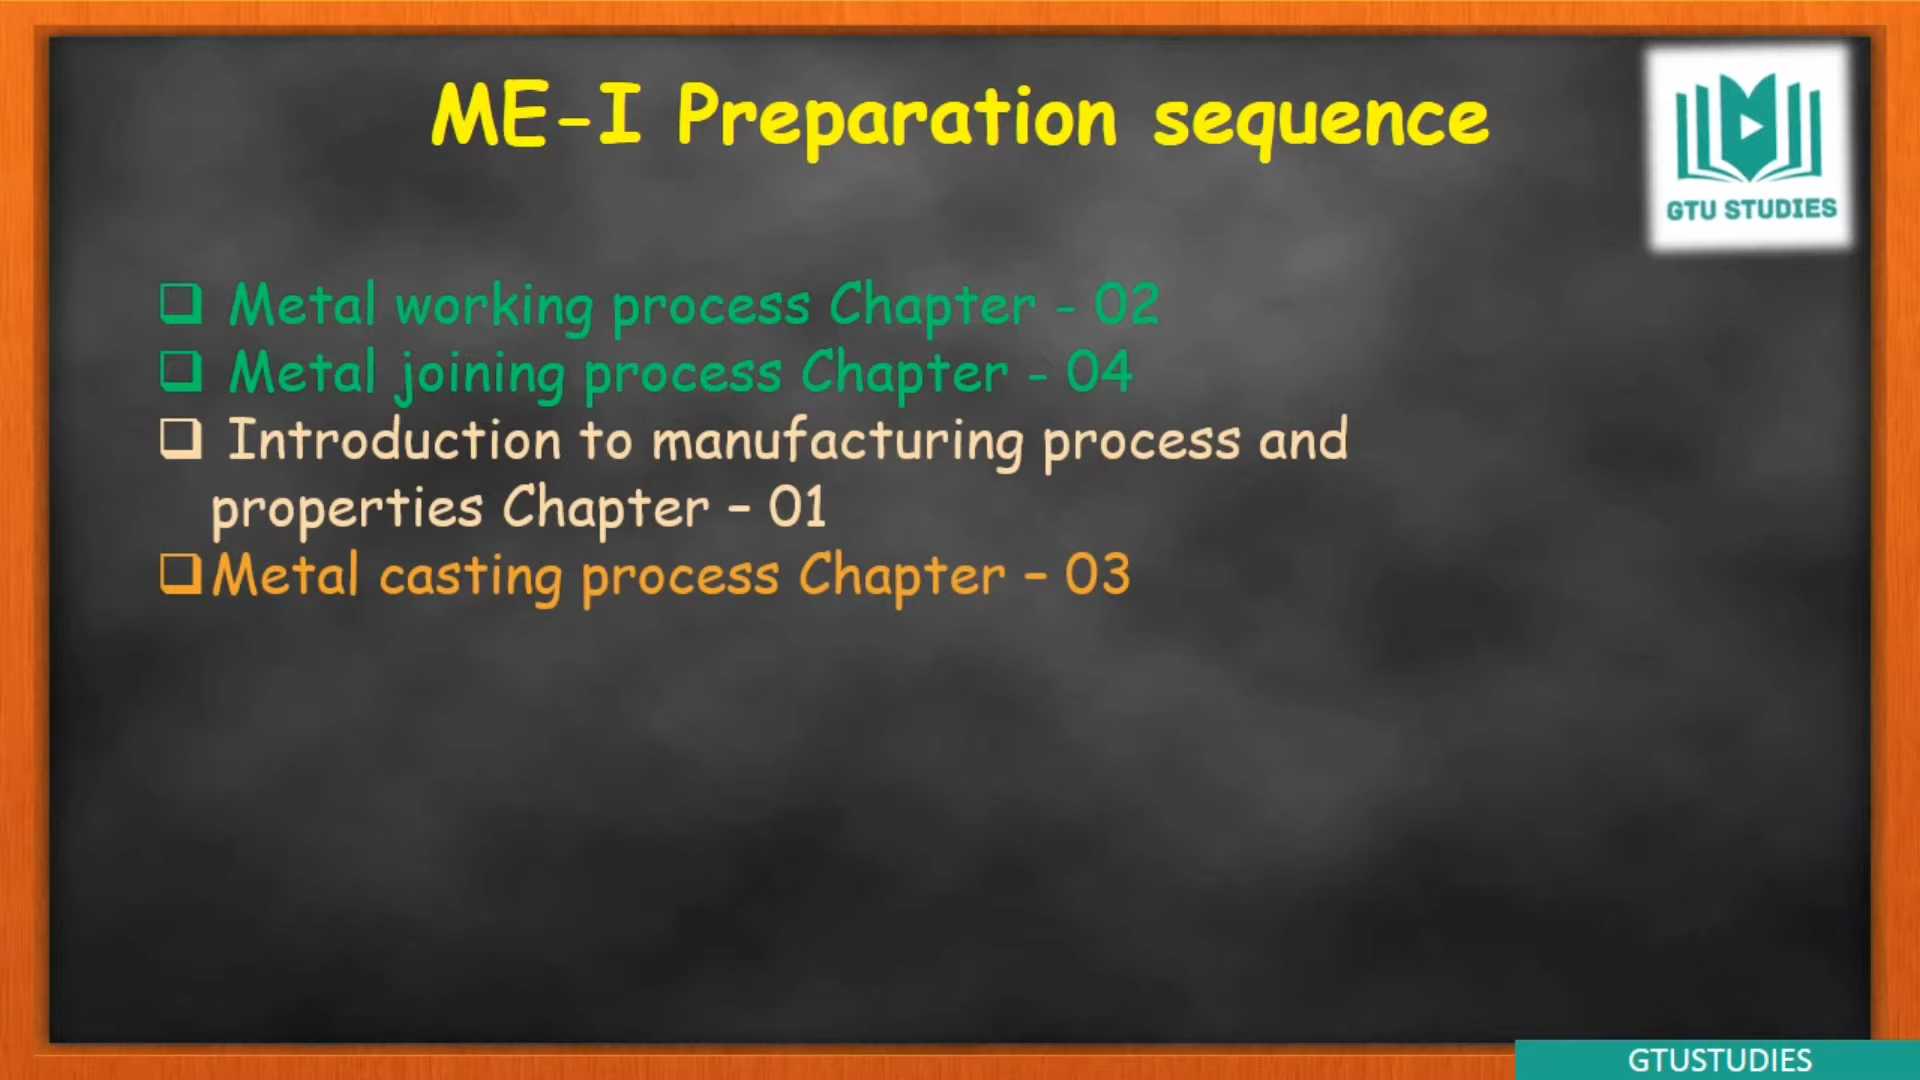 ME-I Preparation sequence
GTU STUDIES
Metal working process Chapter - 02
Metal joining process Chapter - 04
Introduction to manufacturing process and
properties Chapter – 01
Metal casting process Chapter – 03
GTUSTUDIES